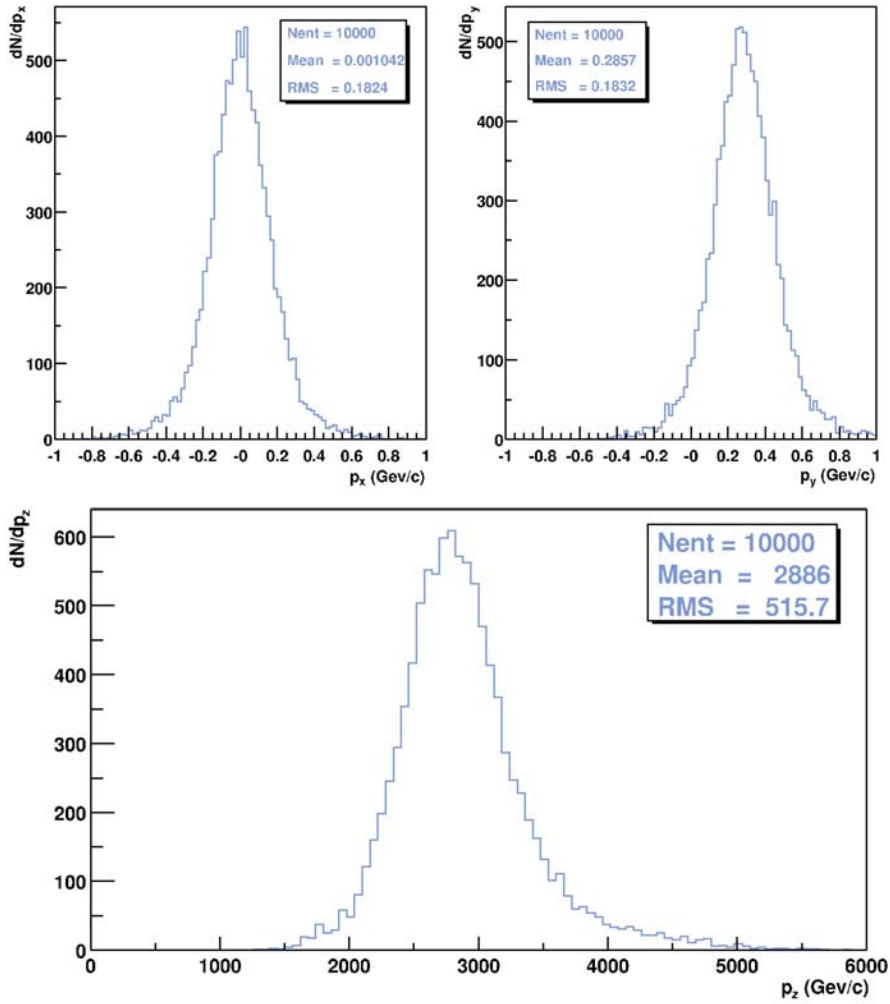 dN/dpx
500
400
300
200
100
0
Nent = 10000
Mean = 0.001042
RMS = 0.1824
-1 -0.8 -0.6 -0.4 -0.2 -0 0.2 0.4 0.6 0.8 1
px (Gev/c)
dN/dpy
500
400
300
200
100
0
Nent = 10000
Mean = 0.2857
RMS = 0.1832
-1 -0.8 -0.6 -0.4 -0.2 -0 0.2 0.4 0.6 0.8 1
py (Gev/c)
dN/dpz
600
500
400
300
200
100
0
Nent = 10000
Mean = 2886
RMS = 515.7
0 1000 2000 3000 4000 5000 6000
pz (Gev/c)